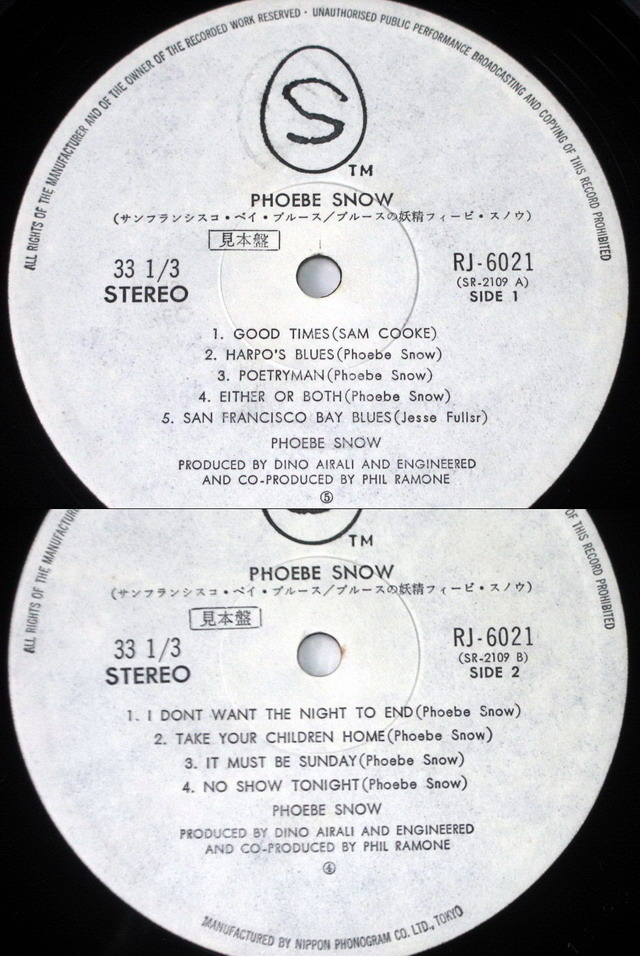 ALL RIGHTS OF THE MANUFACTURER AND OF THE OWNER OF THE RECORDED WORK RESERVED · UNAUTHORISED PUBLIC PERFORMANCE BROADCASTING AND COPYING OF THIS RECORD PROHIBITED
S
TM
PHOEBE SNOW
(サンフランシスコ・ベイ・ブルース/ブルースの妖精フィービ・スノウ)
見本盤
33 1/3
STEREO
RJ-6021
(SR-2109 A)
SIDE 1
1. GOOD TIMES(SAM COOKE)
2. HARPO'S BLUES(Phoebe Snow)
3. POETRYMAN(Phoebe Snow)
4. EITHER OR BOTH(Phoebe Snow)
5. SAN FRANCISCO BAY BLUES(Jesse Fullsr)
PHOEBE SNOW
PRODUCED BY DINO AIRALI AND ENGINEERED
AND CO-PRODUCED BY PHIL RAMONE
⑤
ALL RIGHTS OF THE MANUFACTUR
OF THIS RECORD PROHIBITED
TM
PHOEBE SNOW
(サンフランシスコ・ベイ・ブルース/ブルースの妖精フィービ・スノウ)
見本盤
33 1/3
STEREO
RJ-6021
(SR-2109 B)
SIDE 2
1. I DONT WANT THE NIGHT TO END(Phoebe Snow)
2. TAKE YOUR CHILDREN HOME(Phoebe Snow)
3. IT MUST BE SUNDAY(Phoebe Snow)
4. NO SHOW TONIGHT(Phoebe Snow)
PHOEBE SNOW
PRODUCED BY DINO AIRALI AND ENGINEERED
AND CO-PRODUCED BY PHIL RAMONE
④
MANUFACTURED BY NIPPON PHONOGRAM CO. LTD., TOKYO